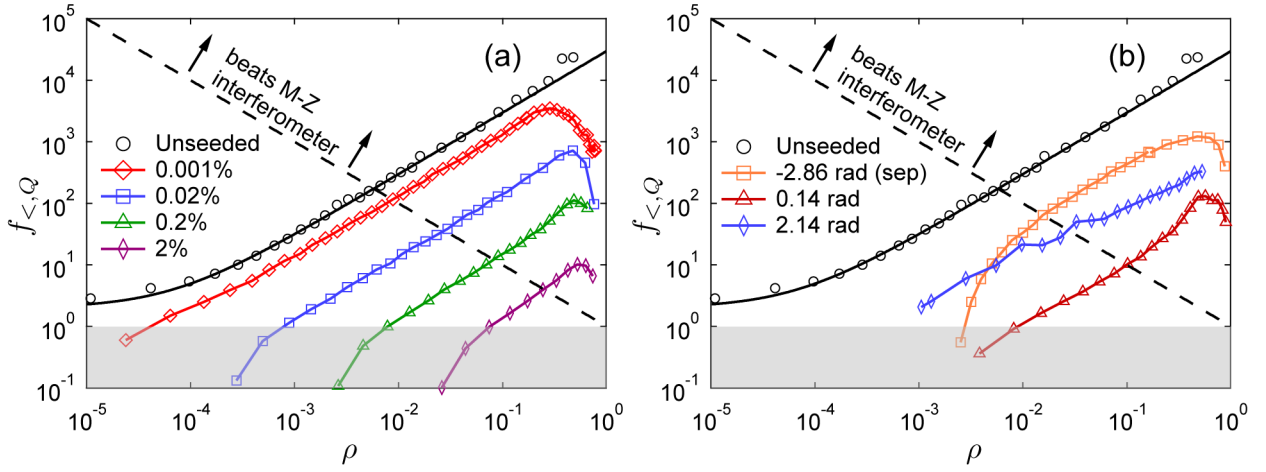 (a)
beats M-Z
interferometer
Unseeded
0.001%
0.02%
0.2%
2%
f<,Q
10^5
10^4
10^3
10^2
10^1
10^0
10^-1
10^-5 10^-4 10^-3 10^-2 10^-1 10^0
ρ
(b)
beats M-Z
interferometer
Unseeded
-2.86 rad (sep)
0.14 rad
2.14 rad
f<,Q
10^5
10^4
10^3
10^2
10^1
10^0
10^-1
10^-5 10^-4 10^-3 10^-2 10^-1 10^0
ρ